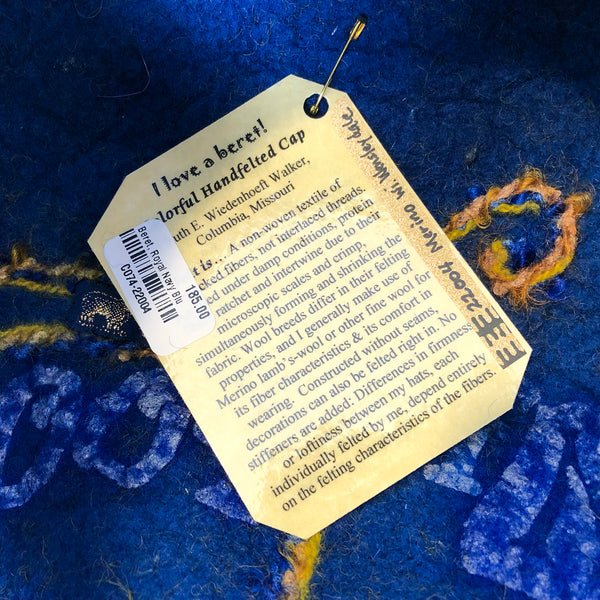 I love a beret!
lorful Handfelted Cap
uth E. Wiedenhoeft Walker,
Columbia, Missouri
t is... A non-woven textile of
ked fibers, not interlaced threads.
ed under damp conditions, protein
ratchet and intertwine due to their
microscopic scales and crimp,
simultaneously forming and shrinking the
fabric. Wool breeds differ in their felting
properties, and I generally make use of
Merino lamb's-wool or other fine wool for
its fiber characteristics & its comfort in
wearing. Constructed without seams,
decorations can also be felted right in. No
stiffeners are added: Differences in firmness
or loftiness between my hats, each
individually felted by me, depend entirely
on the felting characteristics of the fibers.
Beret, Royal Navy Blu
185.00
C074-22004
22.004 Merino w/ Wensleydale